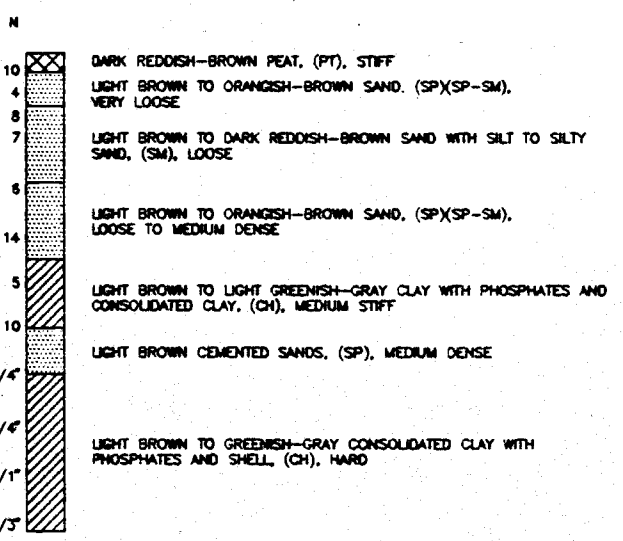 N
DARK REDDISH-BROWN PEAT, (PT), STIFF
10
LIGHT BROWN TO ORANGISH-BROWN SAND, (SP)(SP-SM),
4
VERY LOOSE
8
7
LIGHT BROWN TO DARK REDDISH-BROWN SAND WITH SILT TO SILTY
SAND, (SM), LOOSE
6
LIGHT BROWN TO ORANGISH-BROWN SAND, (SP)(SP-SM),
LOOSE TO MEDIUM DENSE
14
5
LIGHT BROWN TO LIGHT GREENISH-GRAY CLAY WITH PHOSPHATES AND
CONSOLIDATED CLAY, (CH), MEDIUM STIFF
10
LIGHT BROWN CEMENTED SANDS, (SP), MEDIUM DENSE
/4"
/4"
LIGHT BROWN TO GREENISH-GRAY CONSOLIDATED CLAY WITH
PHOSPHATES AND SHELL, (CH), HARD
/1"
/3"